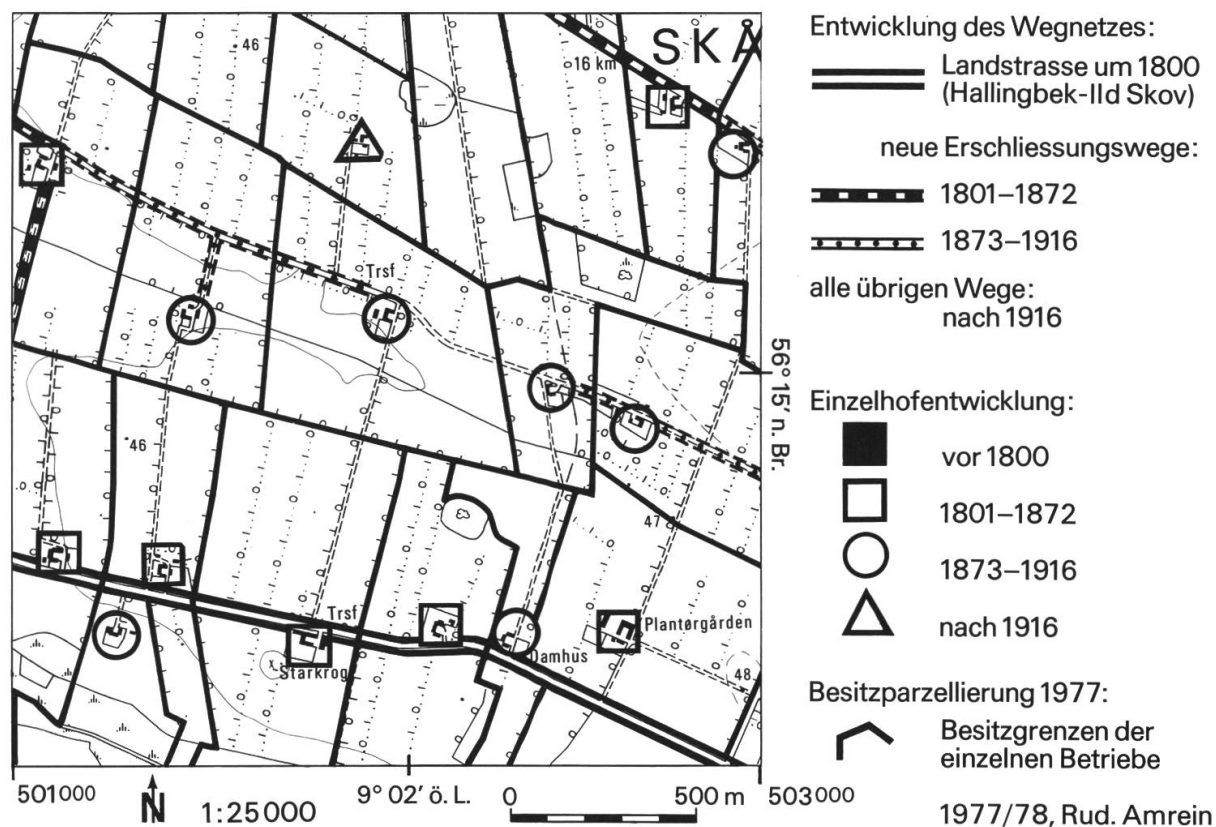 46
SKÅ
16 km
Trsf
46
47
Trsf
Plantørgården
Damhus
Starkrog
48
56° 15′ n. Br.
501000
N
1:25000
9° 02′ ö. L.
0
500 m
503000
Entwicklung des Wegnetzes:
Landstrasse um 1800
(Hallingbek-Ild Skov)
neue Erschliessungswege:
1801–1872
1873–1916
alle übrigen Wege:
nach 1916
Einzelhofentwicklung:
vor 1800
1801–1872
1873–1916
nach 1916
Besitzparzellierung 1977:
Besitzgrenzen der
einzelnen Betriebe
1977/78, Rud. Amrein